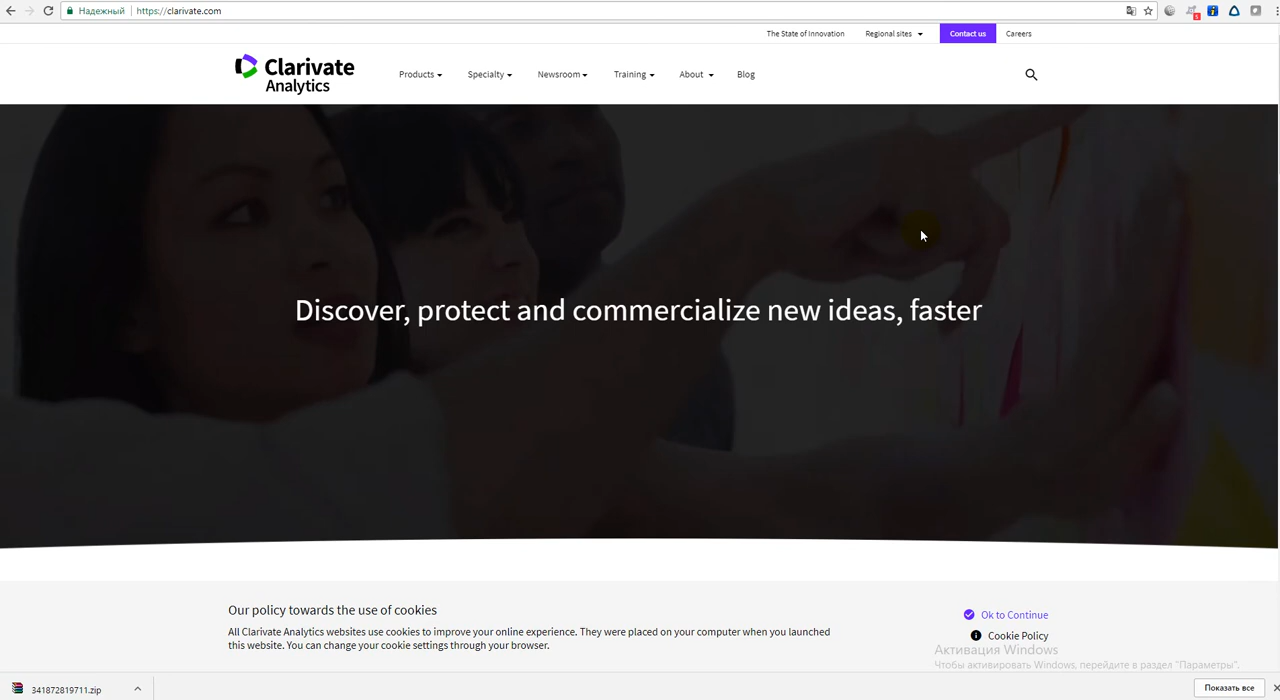 Надежный https://clarivate.com
The State of Innovation Regional sites Contact us Careers
Clarivate
Analytics
Products Specialty Newsroom Training About Blog
Discover, protect and commercialize new ideas, faster
Our policy towards the use of cookies
All Clarivate Analytics websites use cookies to improve your online experience. They were placed on your computer when you launched
this website. You can change your cookie settings through your browser.
Ok to Continue
Cookie Policy
Активация Windows
Чтобы активировать Windows, перейдите в раздел "Параметры".
341872819711.zip
Показать все